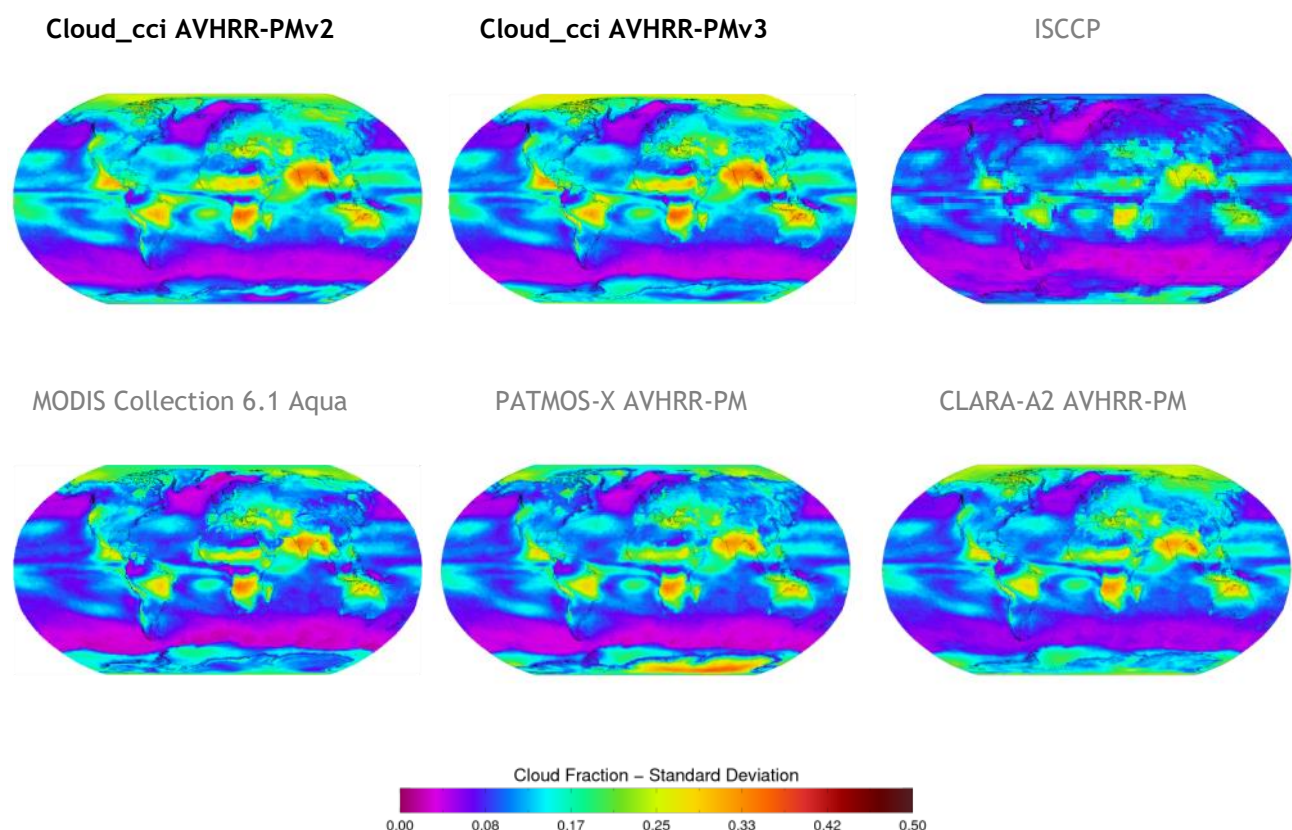 Cloud_cci AVHRR-PMv2 Cloud_cci AVHRR-PMv3 ISCCP
MODIS Collection 6.1 Aqua PATMOS-X AVHRR-PM CLARA-A2 AVHRR-PM
Cloud Fraction – Standard Deviation
0.00 0.08 0.17 0.25 0.33 0.42 0.50